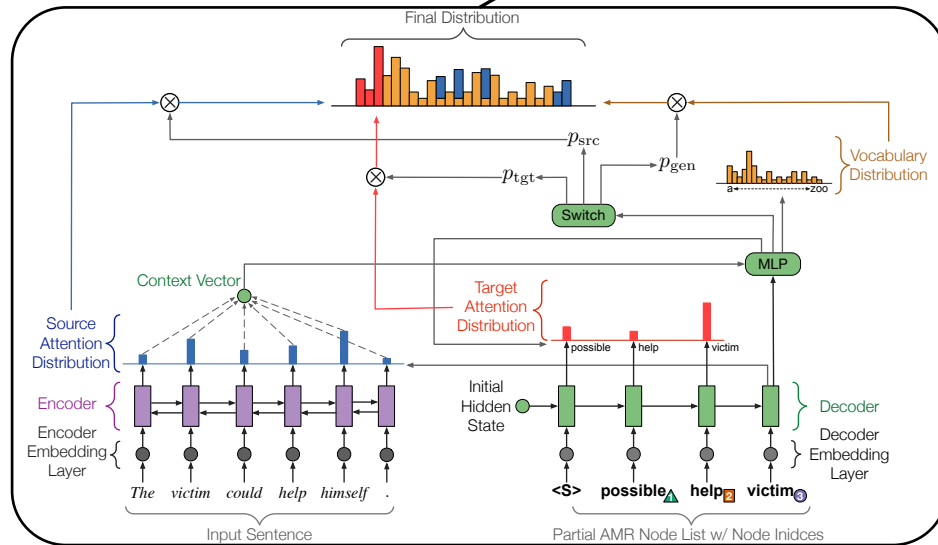 Final Distribution
p_src
p_gen
p_tgt
Vocabulary
Distribution
a
zoo
Switch
MLP
Context Vector
Target
Attention
Distribution
Source
Attention
Distribution
possible
help
victim
Encoder
Initial
Hidden
State
Decoder
Encoder
Embedding
Layer
Decoder
Embedding
Layer
The victim could help himself .
<S> possible 1 help 2 victim 3
Input Sentence
Partial AMR Node List w/ Node Inidces